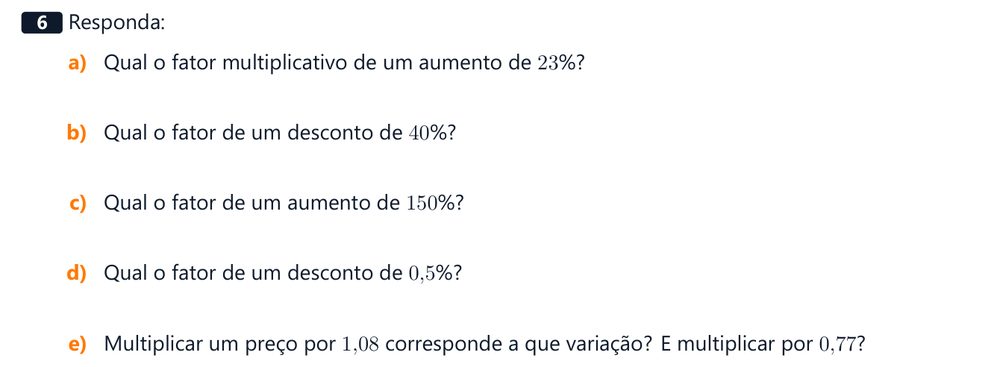 6 Responda:
a) Qual o fator multiplicativo de um aumento de 23%?
b) Qual o fator de um desconto de 40%?
c) Qual o fator de um aumento de 150%?
d) Qual o fator de um desconto de 0,5%?
e) Multiplicar um preço por 1,08 corresponde a que variação? E multiplicar por 0,77?